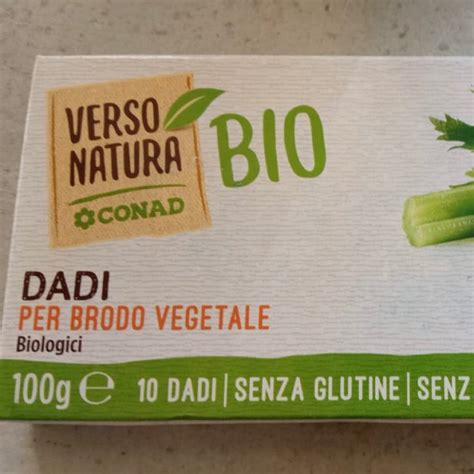 VERSO
NATURA
CONAD
BIO
DADI
PER BRODO VEGETALE
Biologici
100g ℮ 10 DADI | SENZA GLUTINE | SENZ